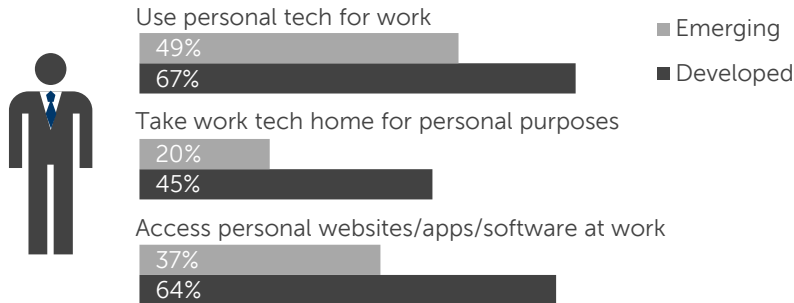 Use personal tech for work
49%
67%
Emerging
Developed
Take work tech home for personal purposes
20%
45%
Access personal websites/apps/software at work
37%
64%